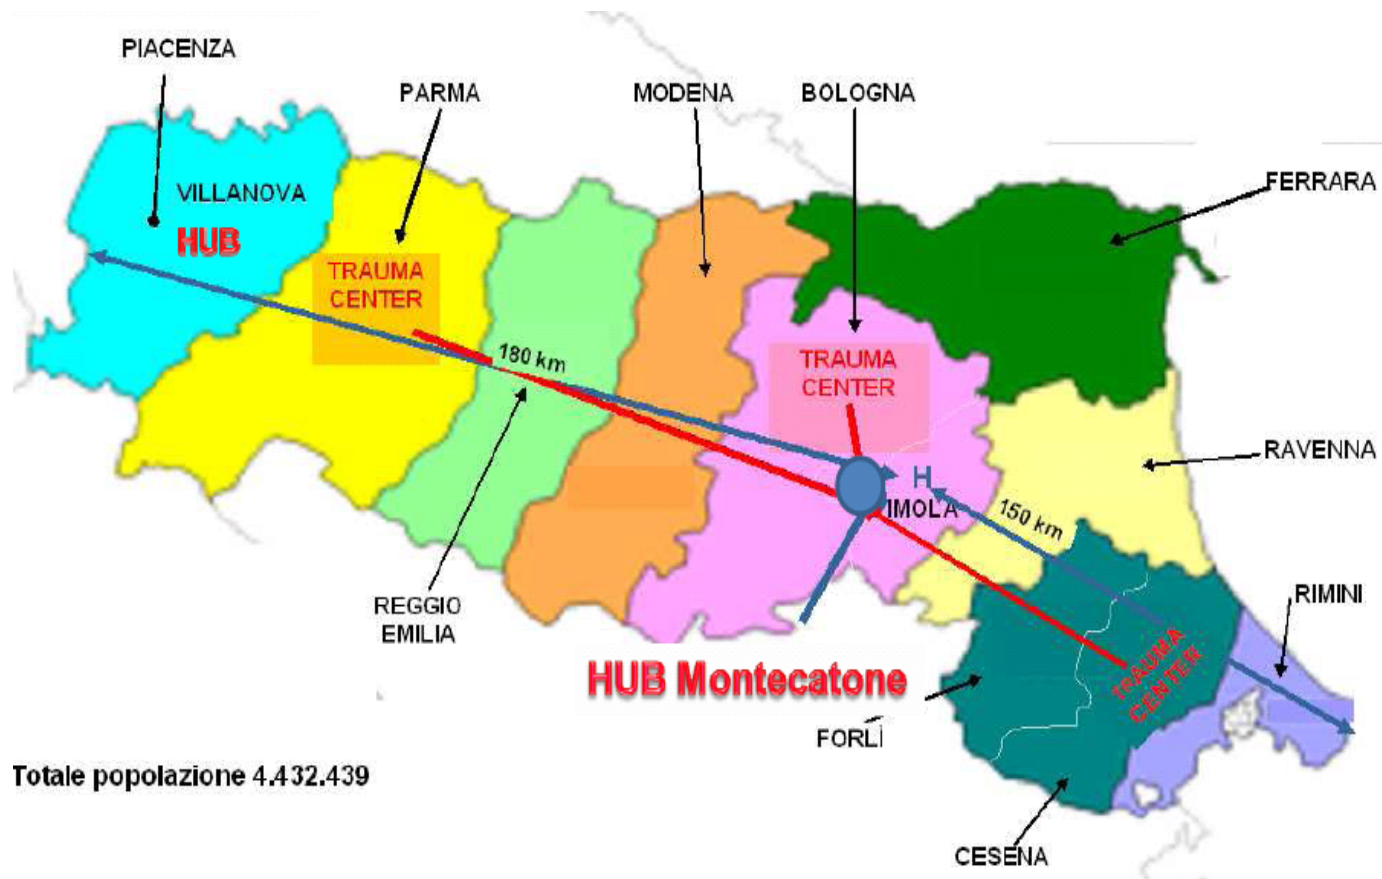 PIACENZA
PARMA
MODENA
BOLOGNA
FERRARA
VILLANOVA
HUB
TRAUMA
CENTER
180 km
TRAUMA
CENTER
RAVENNA
H
IMOLA
150 km
REGGIO
EMILIA
RIMINI
TRAUMA
CENTER
HUB Montecatone
FORLÌ
Totale popolazione 4.432.439
CESENA